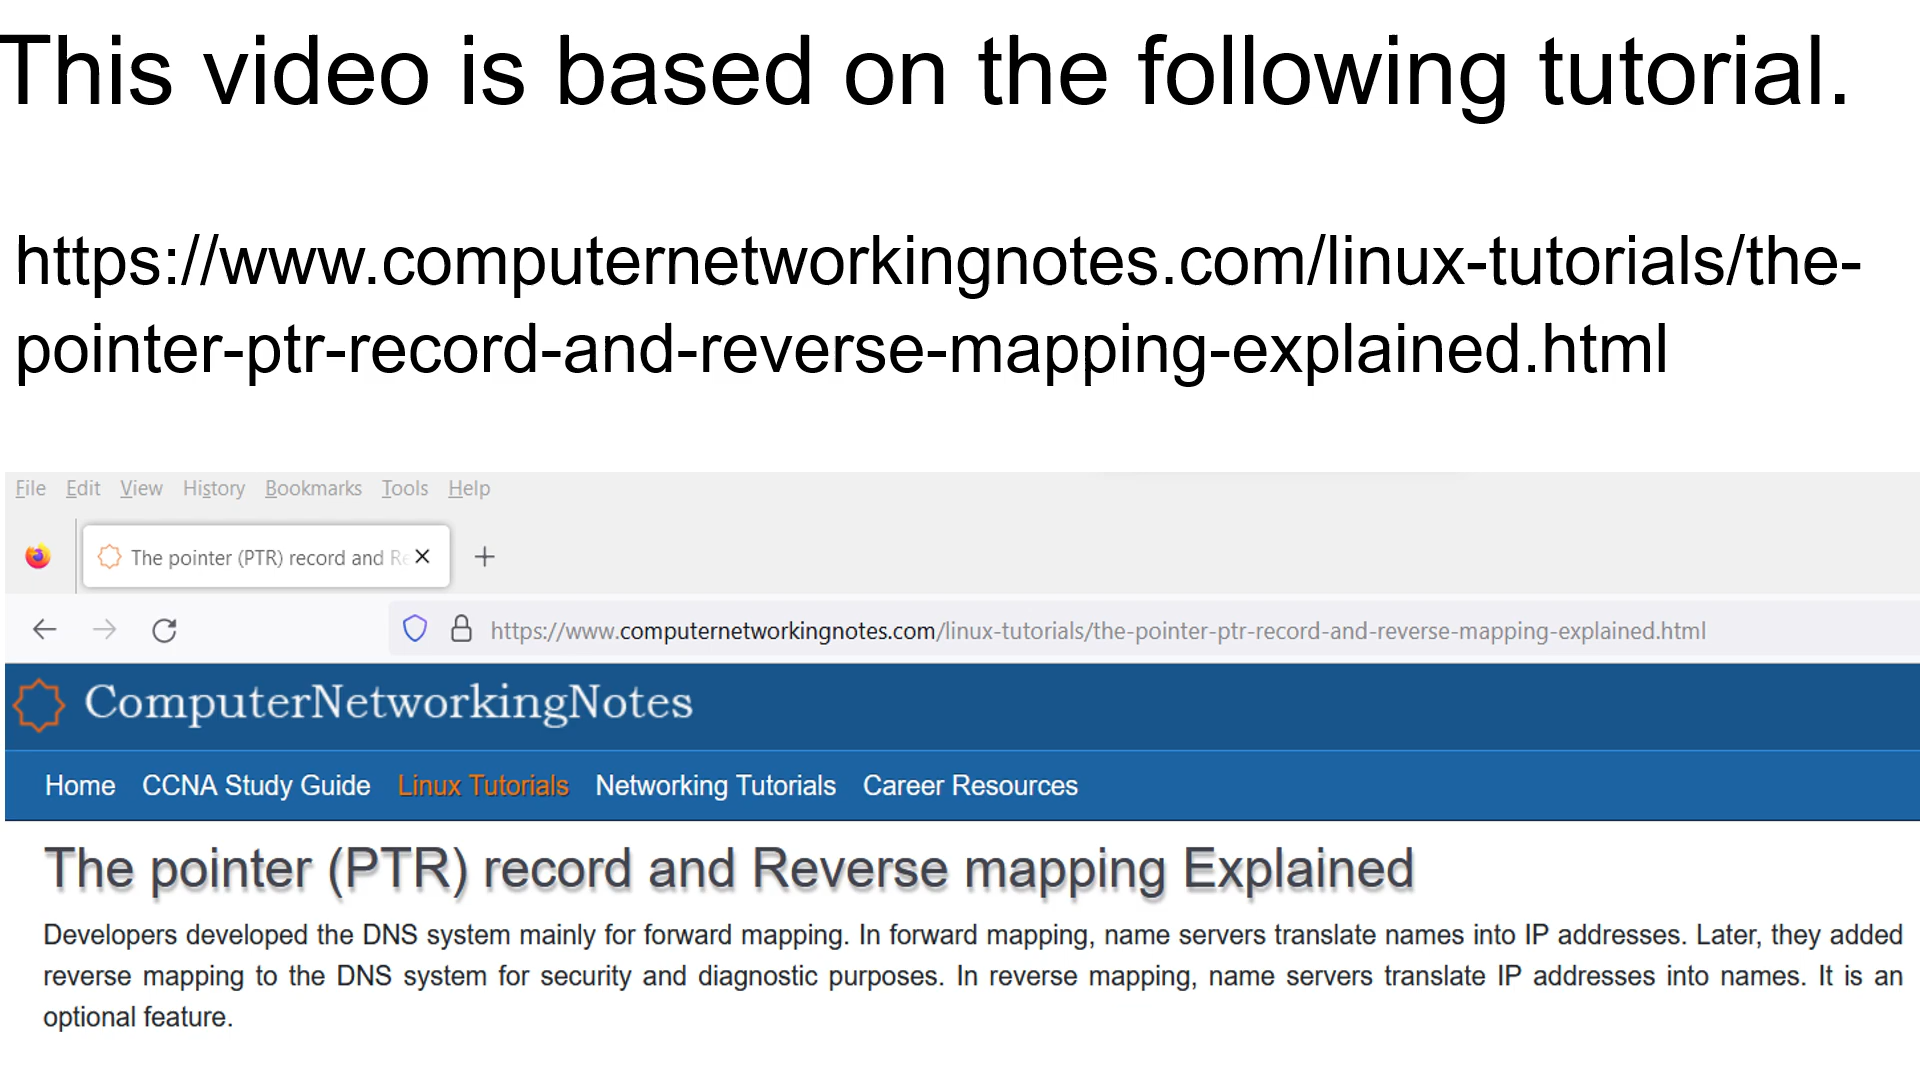 This video is based on the following tutorial.
https://www.computernetworkingnotes.com/linux-tutorials/the-
pointer-ptr-record-and-reverse-mapping-explained.html
File Edit View History Bookmarks Tools Help
The pointer (PTR) record and Re
https://www.computernetworkingnotes.com/linux-tutorials/the-pointer-ptr-record-and-reverse-mapping-explained.html
ComputerNetworkingNotes
Home CCNA Study Guide Linux Tutorials Networking Tutorials Career Resources
The pointer (PTR) record and Reverse mapping Explained
Developers developed the DNS system mainly for forward mapping. In forward mapping, name servers translate names into IP addresses. Later, they added
reverse mapping to the DNS system for security and diagnostic purposes. In reverse mapping, name servers translate IP addresses into names. It is an
optional feature.